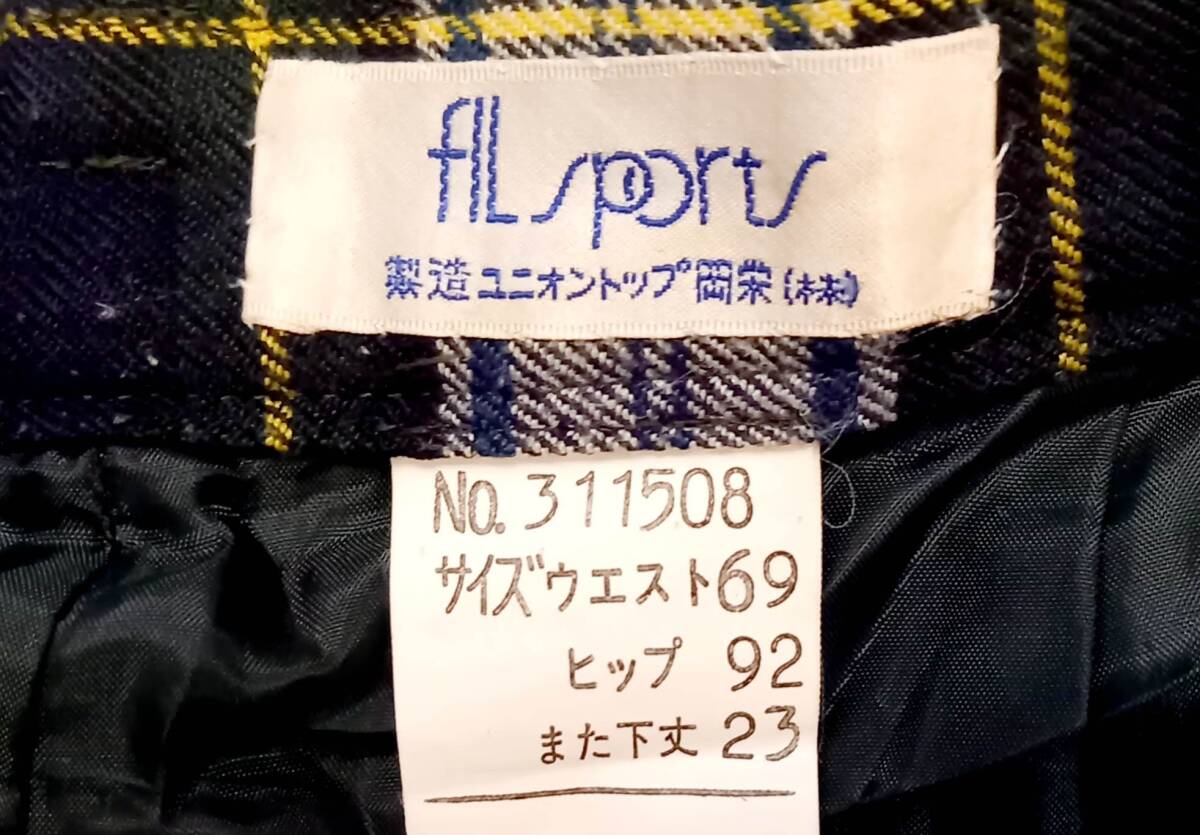 fIL sports
製造ユニオントップ岡栄(株)
No.311508
サイズウエスト69
ヒップ 92
また下丈 23